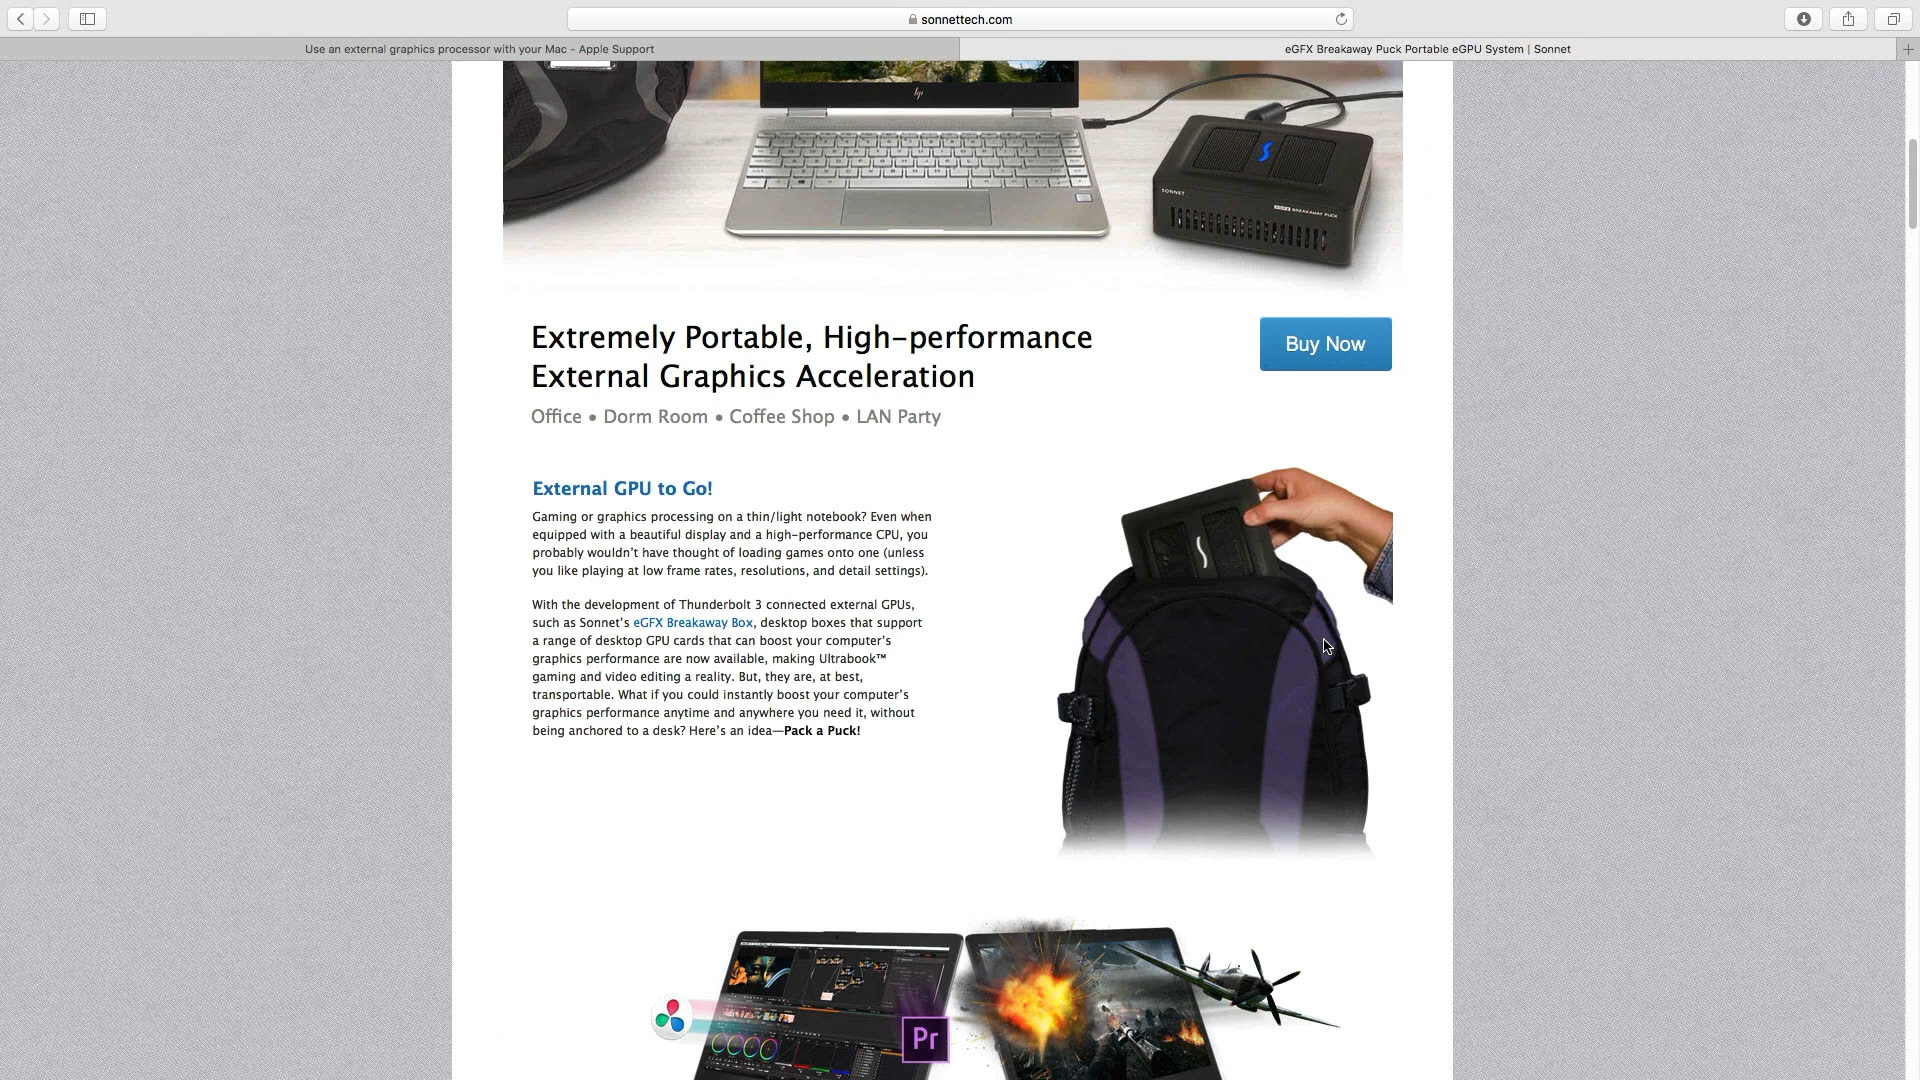 sonnettech.com
Use an external graphics processor with your Mac - Apple Support
eGFX Breakaway Puck Portable eGPU System | Sonnet
hp
SONNET
eGFX BREAKAWAY PUCK
Extremely Portable, High-performance
External Graphics Acceleration
Buy Now
Office • Dorm Room • Coffee Shop • LAN Party
External GPU to Go!
Gaming or graphics processing on a thin/light notebook? Even when
equipped with a beautiful display and a high-performance CPU, you
probably wouldn't have thought of loading games onto one (unless
you like playing at low frame rates, resolutions, and detail settings).
With the development of Thunderbolt 3 connected external GPUs,
such as Sonnet's eGFX Breakaway Box, desktop boxes that support
a range of desktop GPU cards that can boost your computer's
graphics performance are now available, making Ultrabook™
gaming and video editing a reality. But, they are, at best,
transportable. What if you could instantly boost your computer's
graphics performance anytime and anywhere you need it, without
being anchored to a desk? Here's an idea—Pack a Puck!
Pr